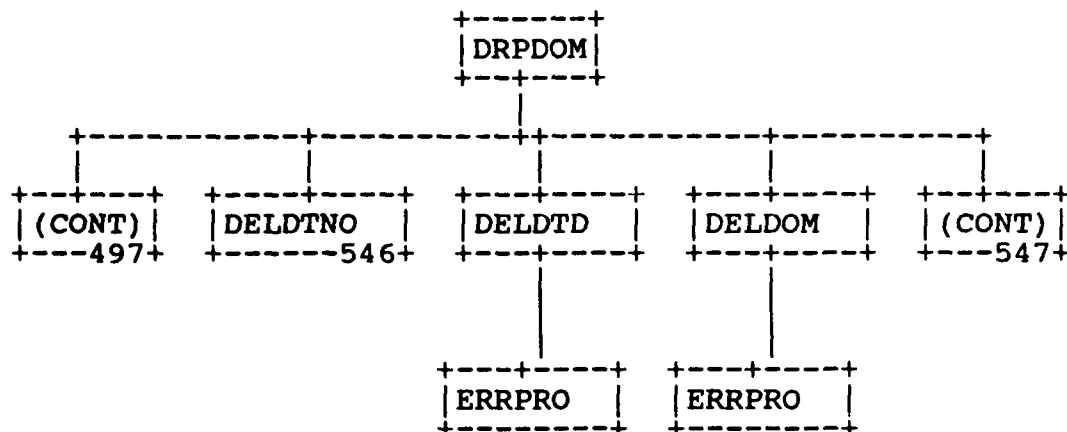 DRPDOM
(CONT) DELDTNO DELDTD DELDOM (CONT)
497 546 547
ERRPRO ERRPRO